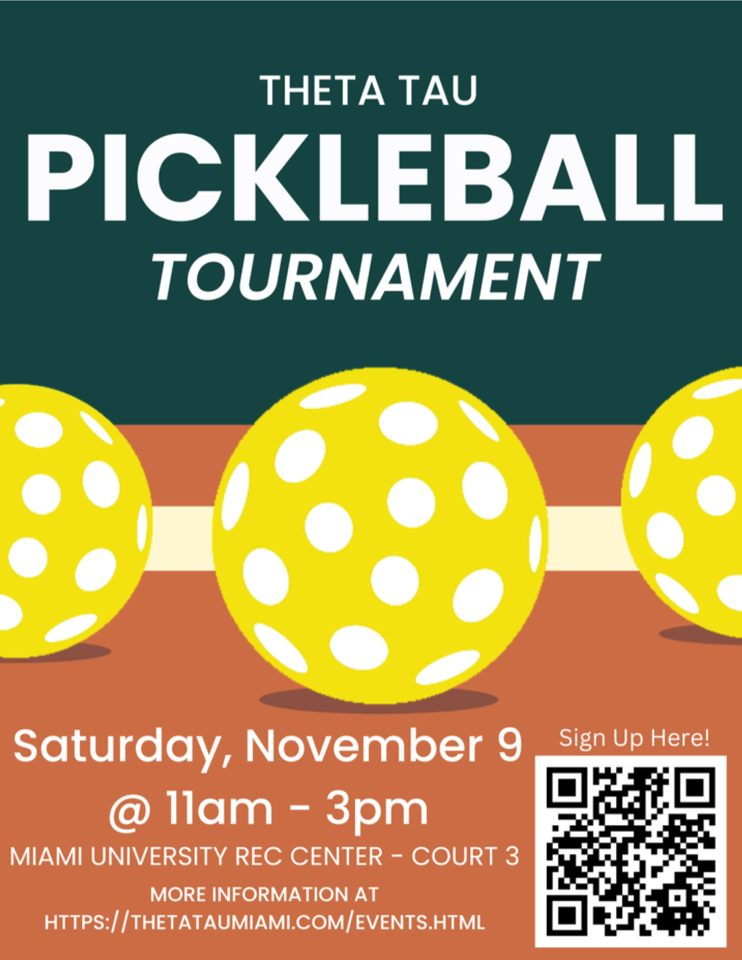 THETA TAU
PICKLEBALL
TOURNAMENT
Saturday, November 9
@ 11am - 3pm
MIAMI UNIVERSITY REC CENTER - COURT 3
MORE INFORMATION AT
HTTPS://THETATAUMIAMI.COM/EVENTS.HTML
Sign Up Here!